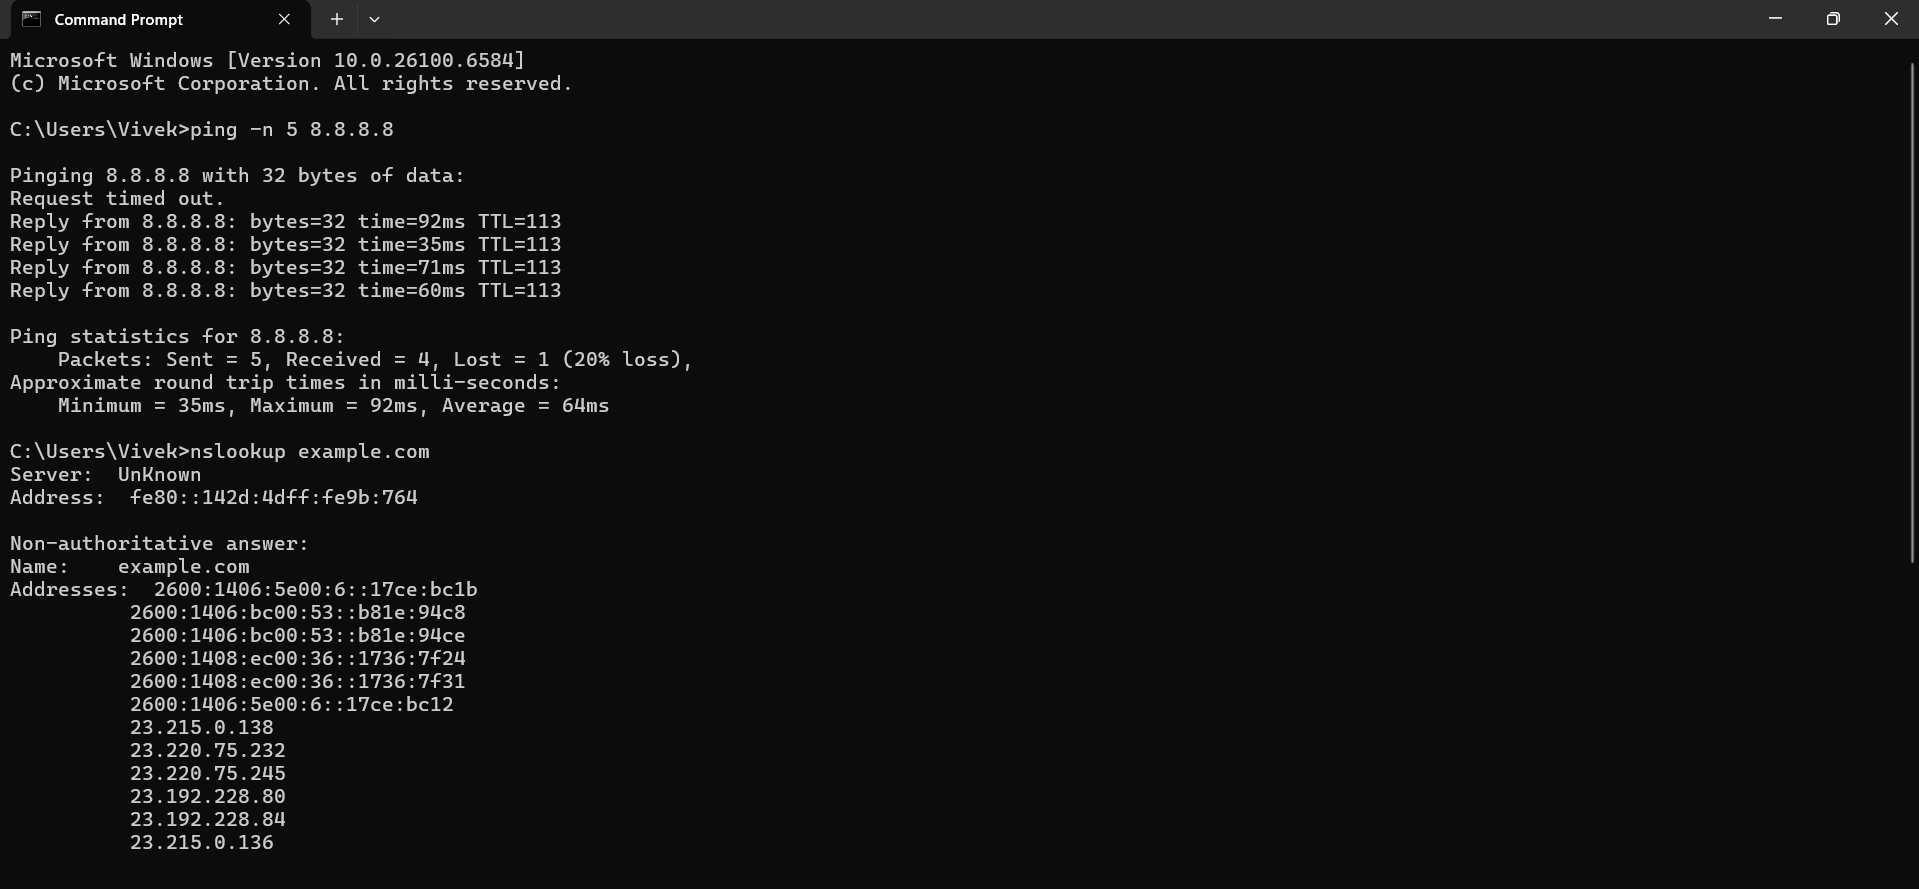 Command Prompt
Microsoft Windows [Version 10.0.26100.6584]
(c) Microsoft Corporation. All rights reserved.
C:\Users\Vivek>ping -n 5 8.8.8.8
Pinging 8.8.8.8 with 32 bytes of data:
Request timed out.
Reply from 8.8.8.8: bytes=32 time=92ms TTL=113
Reply from 8.8.8.8: bytes=32 time=35ms TTL=113
Reply from 8.8.8.8: bytes=32 time=71ms TTL=113
Reply from 8.8.8.8: bytes=32 time=60ms TTL=113
Ping statistics for 8.8.8.8:
    Packets: Sent = 5, Received = 4, Lost = 1 (20% loss),
Approximate round trip times in milli-seconds:
    Minimum = 35ms, Maximum = 92ms, Average = 64ms
C:\Users\Vivek>nslookup example.com
Server:  UnKnown
Address:  fe80::142d:4dff:fe9b:764
Non-authoritative answer:
Name:    example.com
Addresses:  2600:1406:5e00:6::17ce:bc1b
          2600:1406:bc00:53::b81e:94c8
          2600:1406:bc00:53::b81e:94ce
          2600:1408:ec00:36::1736:7f24
          2600:1408:ec00:36::1736:7f31
          2600:1406:5e00:6::17ce:bc12
          23.215.0.138
          23.220.75.232
          23.220.75.245
          23.192.228.80
          23.192.228.84
          23.215.0.136